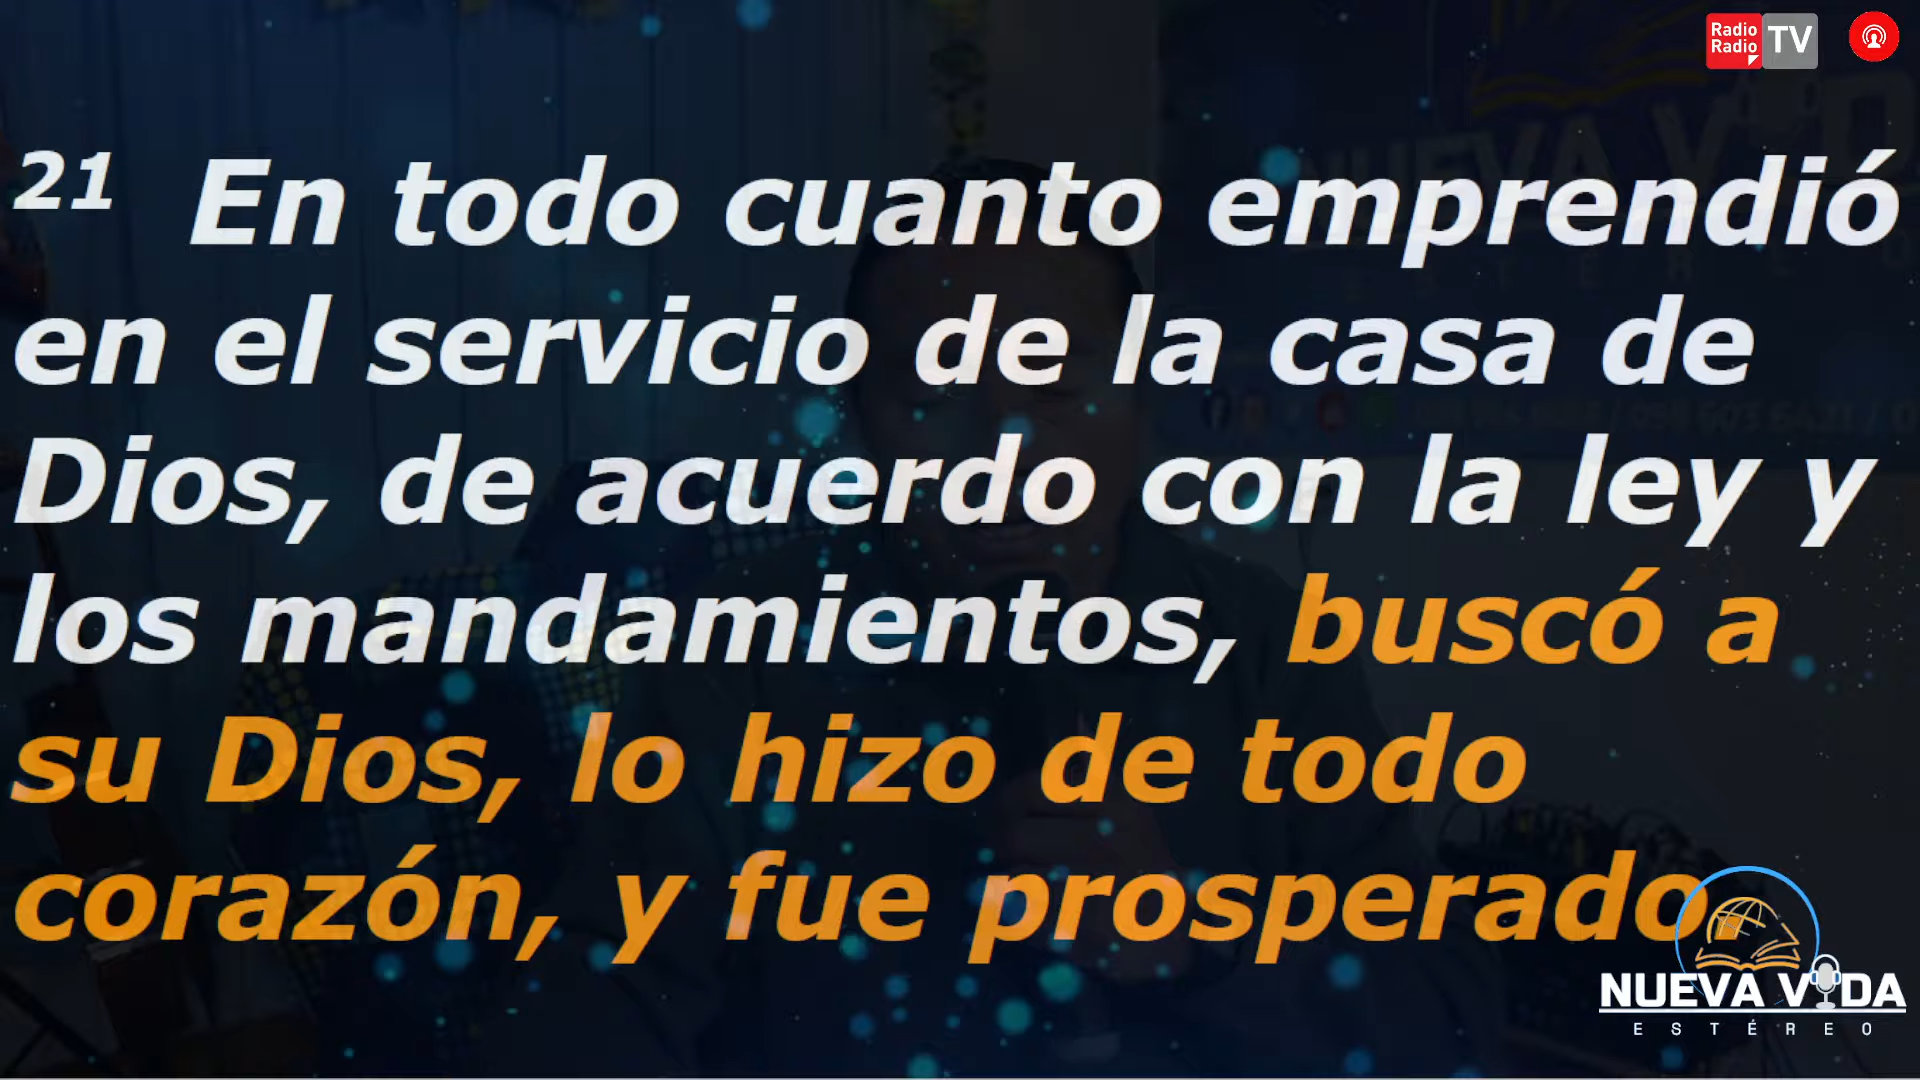 Radio
Radio
TV
21 En todo cuanto emprendió
en el servicio de la casa de
Dios, de acuerdo con la ley y
los mandamientos, buscó a
su Dios, lo hizo de todo
corazón, y fue prosperado.
NUEVA VIDA
ESTÉREO